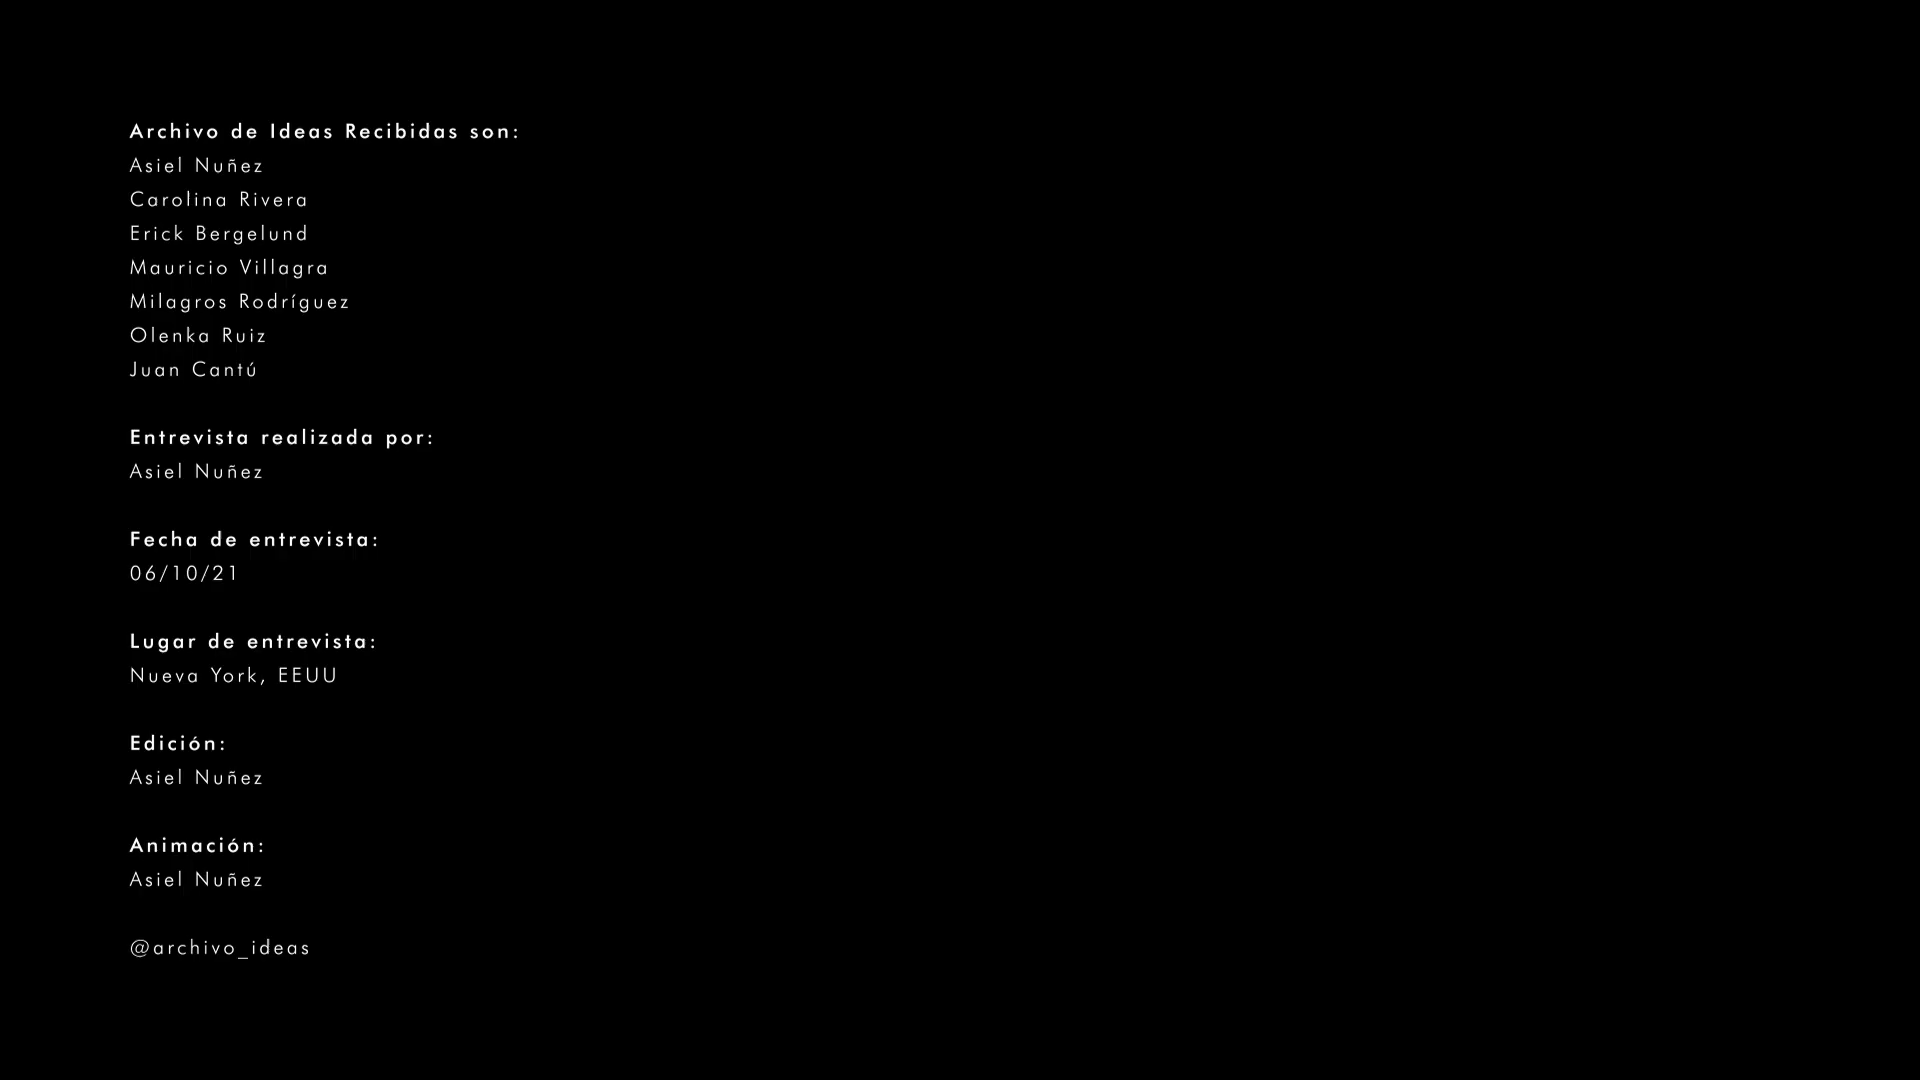 Archivo de Ideas Recibidas son:
Asiel Nuñez
Carolina Rivera
Erick Bergelund
Mauricio Villagra
Milagros Rodríguez
Olenka Ruiz
Juan Cantú
Entrevista realizada por:
Asiel Nuñez
Fecha de entrevista:
06/10/21
Lugar de entrevista:
Nueva York, EEUU
Edición:
Asiel Nuñez
Animación:
Asiel Nuñez
@archivo_ideas